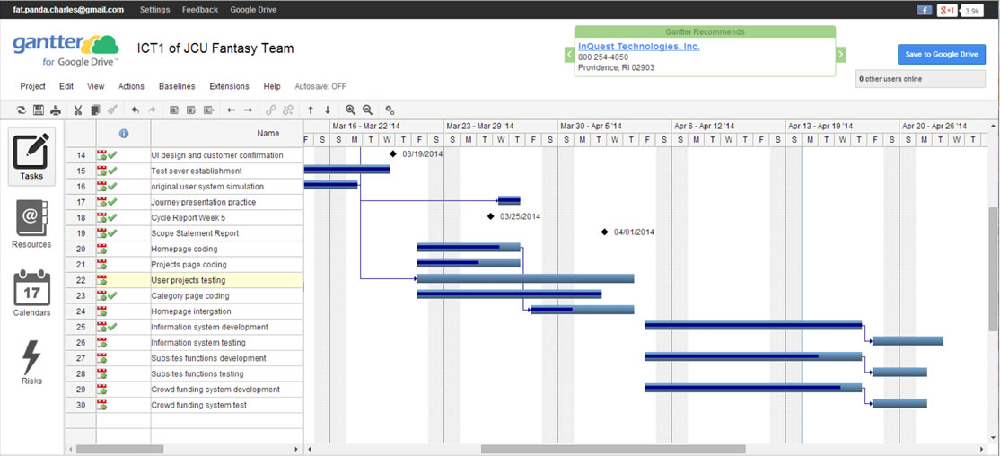 fat.panda.charles@gmail.com Settings Feedback Google Drive
g+1 3.9k
gantter
for Google Drive™
ICT1 of JCU Fantasy Team
Gantter Recommends
InQuest Technologies, Inc.
800 254-4050
Providence, RI 02903
Save to Google Drive
0 other users online
Project Edit View Actions Baselines Extensions Help Autosave: OFF
Name
Mar 16 - Mar 22 '14 Mar 23 - Mar 29 '14 Mar 30 - Apr 5 '14 Apr 6 - Apr 12 '14 Apr 13 - Apr 19 '14 Apr 20 - Apr 26 '14
F S S M T W T F S S M T W T F S S M T W T F S S M T W T F S S M T W T F S S M T W T
14 UI design and customer confirmation 03/19/2014
15 Test sever establishment
16 original user system simulation
17 Journey presentation practice
18 Cycle Report Week 5 03/25/2014
19 Scope Statement Report 04/01/2014
20 Homepage coding
21 Projects page coding
22 User projects testing
23 Category page coding
24 Homepage intergation
25 Information system development
26 Information system testing
27 Subsites functions development
28 Subsites functions testing
29 Crowd funding system development
30 Crowd funding system test
Tasks
@
Resources
17
Calendars
Risks